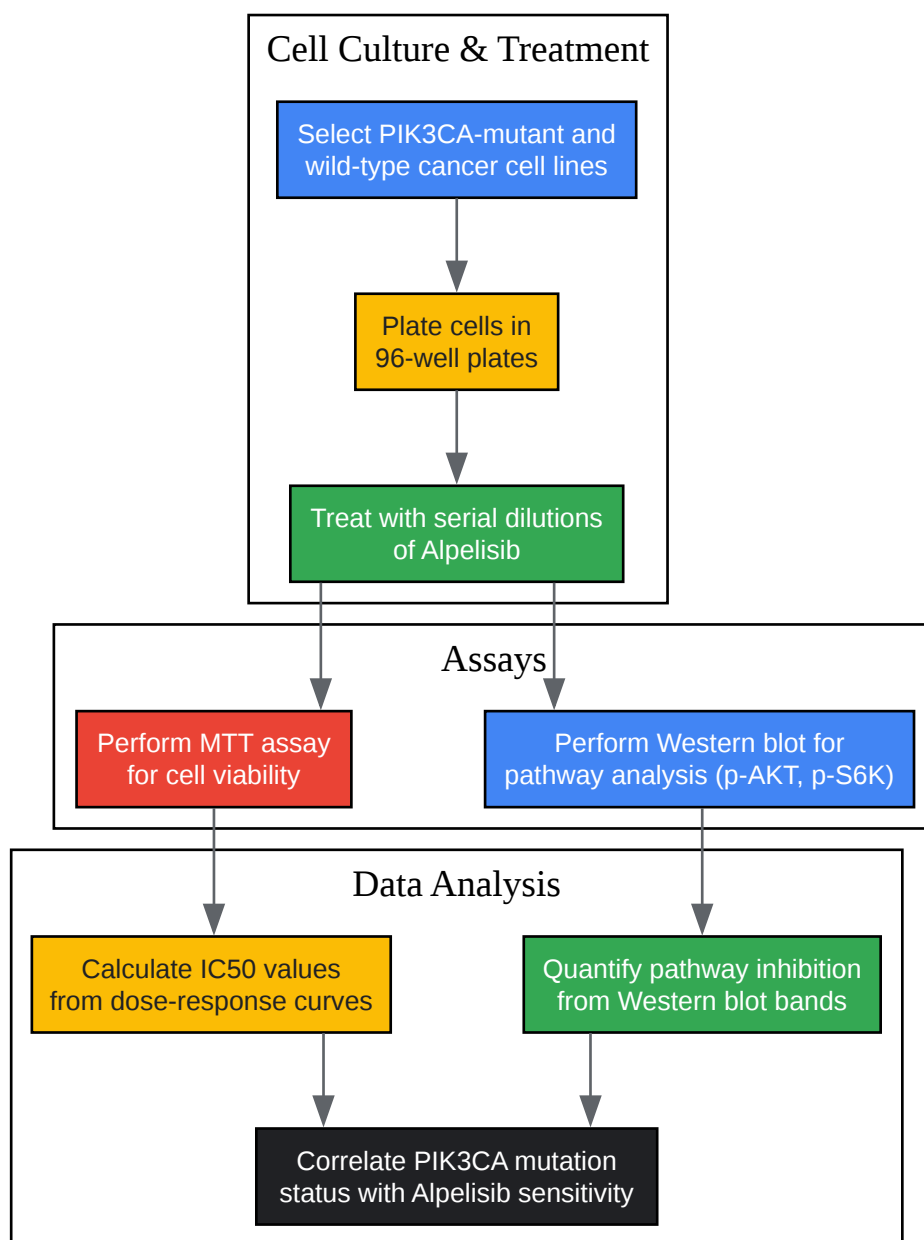 Cell Culture & Treatment
Select PIK3CA-mutant and
wild-type cancer cell lines
Plate cells in
96-well plates
Treat with serial dilutions
of Alpelisib
Assays
Perform MTT assay
for cell viability
Perform Western blot for
pathway analysis (p-AKT, p-S6K)
Data Analysis
Calculate IC50 values
from dose-response curves
Quantify pathway inhibition
from Western blot bands
Correlate PIK3CA mutation
status with Alpelisib sensitivity